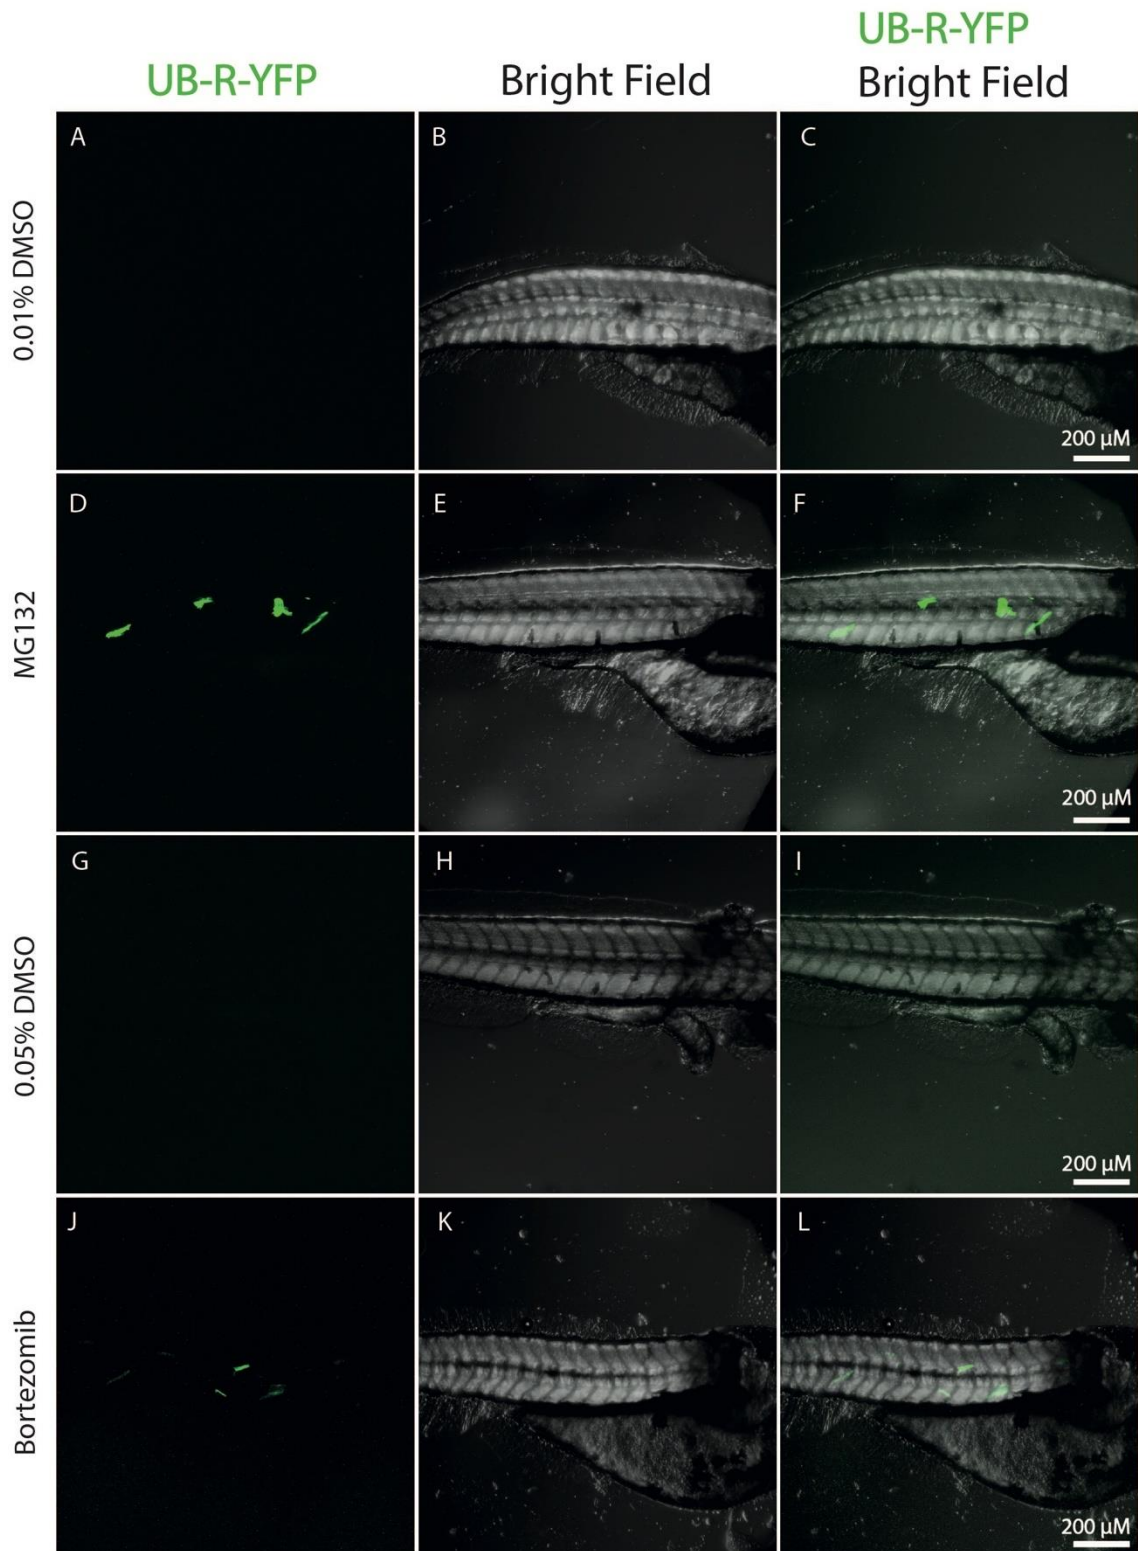 UB-R-YFP
UB-R-YFP
Bright Field
Bright Field
0.01% DMSO
A
B
C
200 µM
MG132
D
E
F
200 µM
0.05% DMSO
G
H
I
200 µM
Bortezomib
J
K
L
200 µM